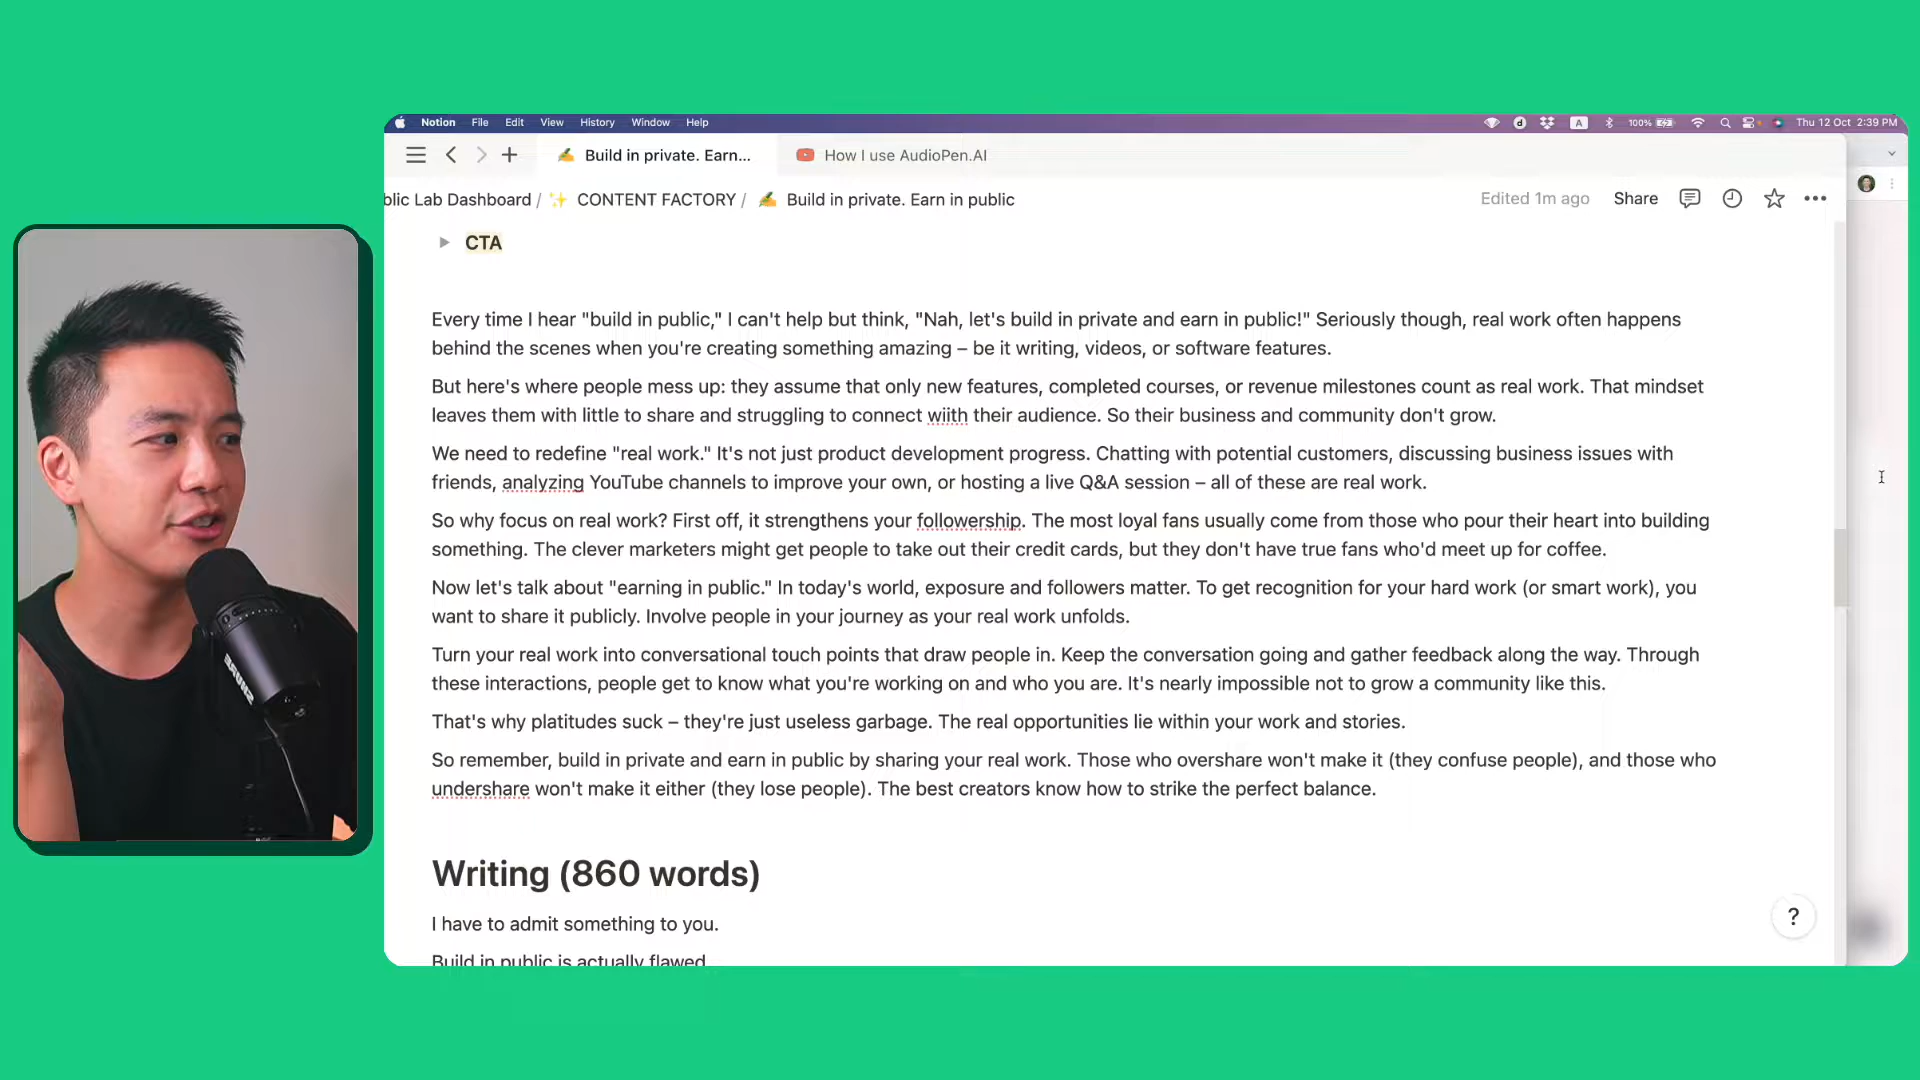 Notion File Edit View History Window Help
A
100%
Thu 12 Oct 2:39 PM
Build in private. Earn...
How I use AudioPen.AI
blic Lab Dashboard / CONTENT FACTORY / Build in private. Earn in public
Edited 1m ago
Share
CTA
Every time I hear "build in public," I can't help but think, "Nah, let's build in private and earn in public!" Seriously though, real work often happens
behind the scenes when you're creating something amazing – be it writing, videos, or software features.
But here's where people mess up: they assume that only new features, completed courses, or revenue milestones count as real work. That mindset
leaves them with little to share and struggling to connect wiith their audience. So their business and community don't grow.
We need to redefine "real work." It's not just product development progress. Chatting with potential customers, discussing business issues with
friends, analyzing YouTube channels to improve your own, or hosting a live Q&A session – all of these are real work.
So why focus on real work? First off, it strengthens your followership. The most loyal fans usually come from those who pour their heart into building
something. The clever marketers might get people to take out their credit cards, but they don't have true fans who'd meet up for coffee.
Now let's talk about "earning in public." In today's world, exposure and followers matter. To get recognition for your hard work (or smart work), you
want to share it publicly. Involve people in your journey as your real work unfolds.
Turn your real work into conversational touch points that draw people in. Keep the conversation going and gather feedback along the way. Through
these interactions, people get to know what you're working on and who you are. It's nearly impossible not to grow a community like this.
That's why platitudes suck – they're just useless garbage. The real opportunities lie within your work and stories.
So remember, build in private and earn in public by sharing your real work. Those who overshare won't make it (they confuse people), and those who
undershare won't make it either (they lose people). The best creators know how to strike the perfect balance.
Writing (860 words)
I have to admit something to you.
Build in public is actually flawed.
?
SHURE